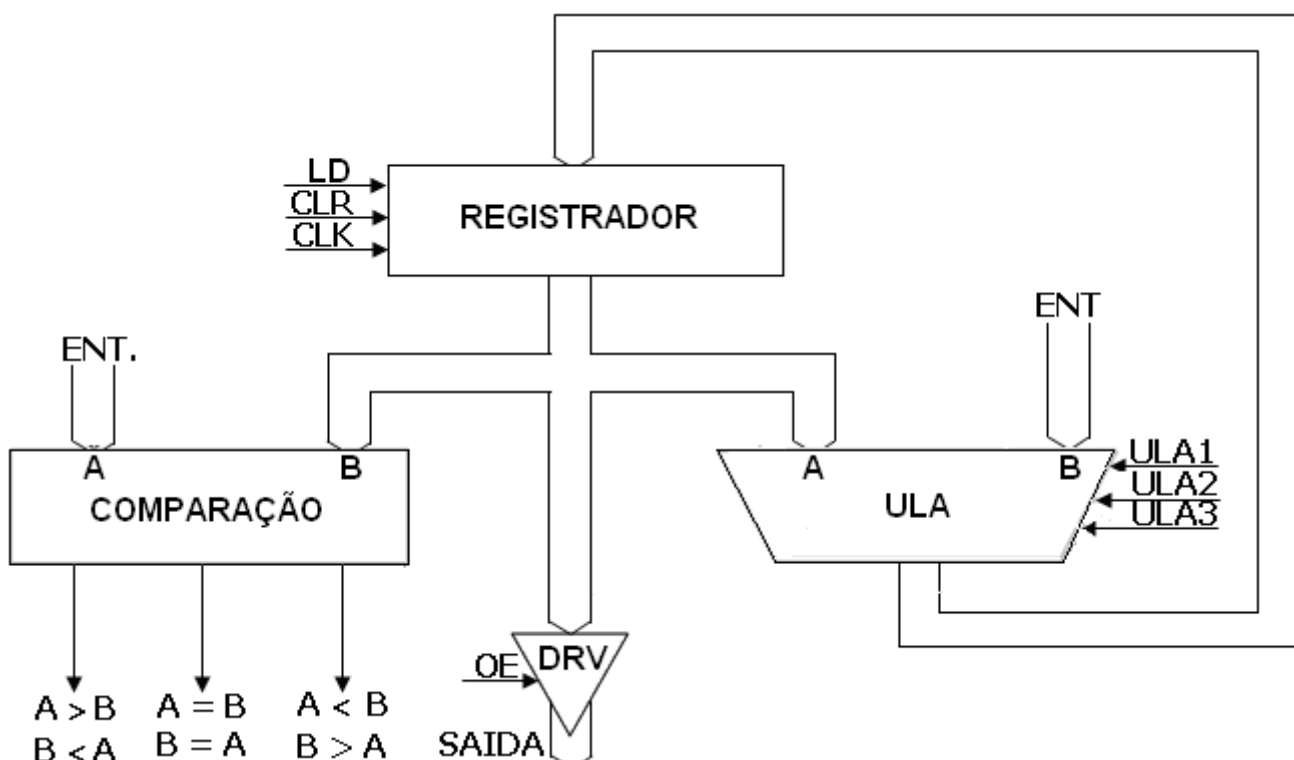 LD
CLR
CLK
REGISTRADOR
ENT.
ENT
A
B
COMPARAÇÃO
A
B
ULA
ULA1
ULA2
ULA3
OE
DRV
SAIDA
A > B
B < A
A = B
B = A
A < B
B > A